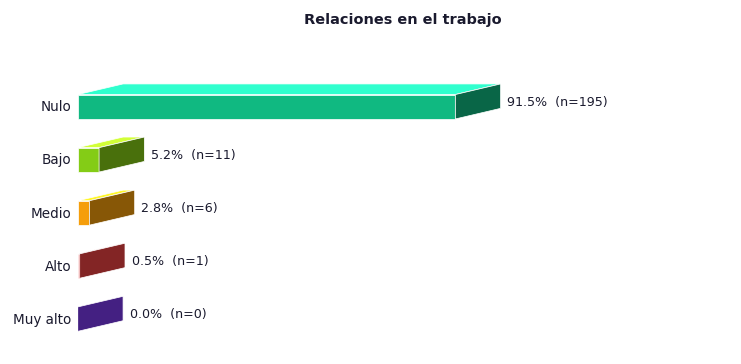 Relaciones en el trabajo
Nulo 91.5% (n=195)
Bajo 5.2% (n=11)
Medio 2.8% (n=6)
Alto 0.5% (n=1)
Muy alto 0.0% (n=0)